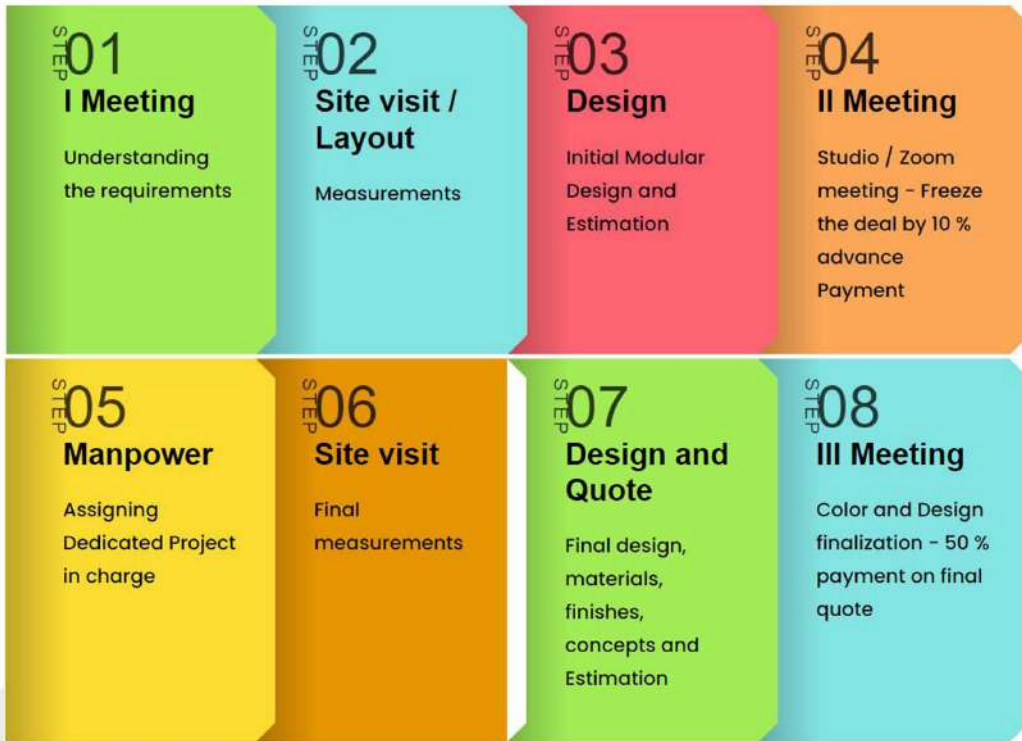 STEP 01
I Meeting
Understanding
the requirements
STEP 02
Site visit /
Layout
Measurements
STEP 03
Design
Initial Modular
Design and
Estimation
STEP 04
II Meeting
Studio / Zoom
meeting - Freeze
the deal by 10 %
advance
Payment
STEP 05
Manpower
Assigning
Dedicated Project
in charge
STEP 06
Site visit
Final
measurements
STEP 07
Design and
Quote
Final design,
materials,
finishes,
concepts and
Estimation
STEP 08
III Meeting
Color and Design
finalization - 50 %
payment on final
quote